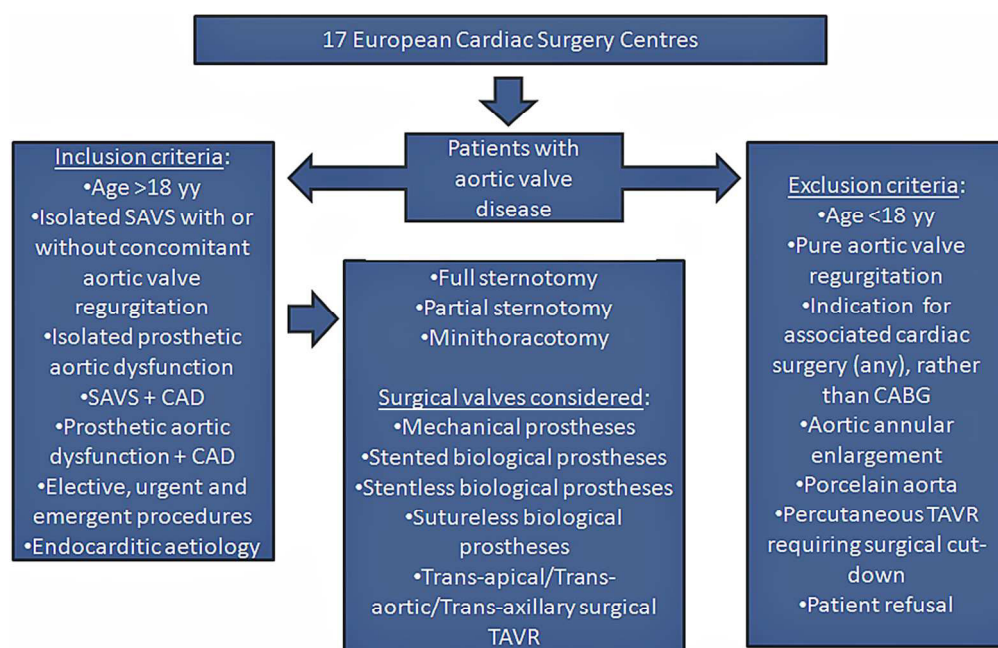 17 European Cardiac Surgery Centres
Patients with
aortic valve
disease
Inclusion criteria:
•Age >18 yy
•Isolated SAVS with or
without concomitant
aortic valve
regurgitation
•Isolated prosthetic
aortic dysfunction
•SAVS + CAD
•Prosthetic aortic
dysfunction + CAD
•Elective, urgent and
emergent procedures
•Endocarditic aetiology
•Full sternotomy
•Partial sternotomy
•Minithoracotomy
Surgical valves considered:
•Mechanical prostheses
•Stented biological prostheses
•Stentless biological prostheses
•Sutureless biological
prostheses
•Trans-apical/Trans-
aortic/Trans-axillary surgical
TAVR
Exclusion criteria:
•Age <18 yy
•Pure aortic valve
regurgitation
•Indication for
associated cardiac
surgery (any), rather
than CABG
•Aortic annular
enlargement
•Porcelain aorta
•Percutaneous TAVR
requiring surgical cut-
down
•Patient refusal